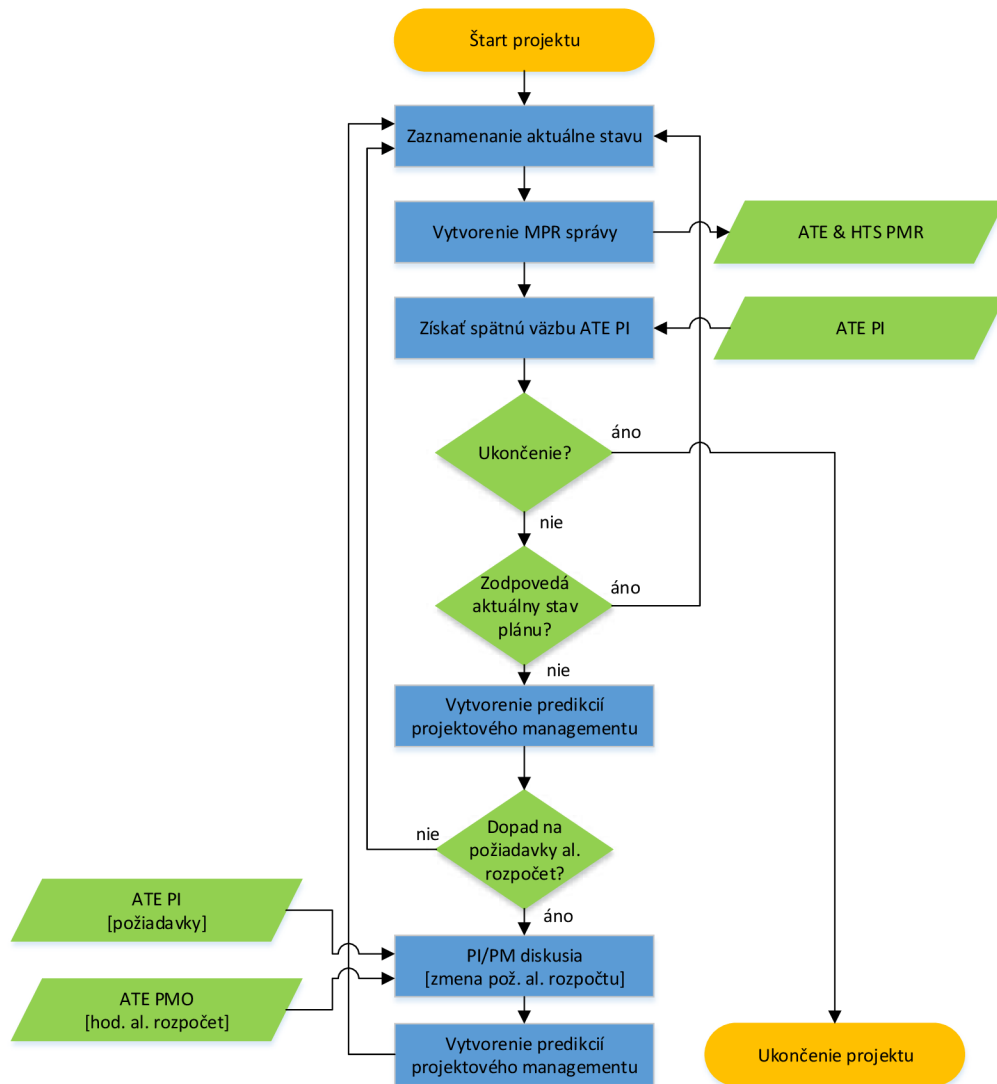 Štart projektu
Zaznamenanie aktuálne stavu
Vytvorenie MPR správy
ATE & HTS PMR
Získať spätnú väzbu ATE PI
ATE PI
áno
Ukončenie?
nie
Zodpovedá
aktuálny stav
plánu?
áno
nie
Vytvorenie predikcií
projektového managementu
nie
Dopad na
požiadavky al.
rozpočet?
áno
ATE PI
[požiadavky]
PI/PM diskusia
[zmena pož. al. rozpočtu]
ATE PMO
[hod. al. rozpočet]
Vytvorenie predikcií
projektového managementu
Ukončenie projektu